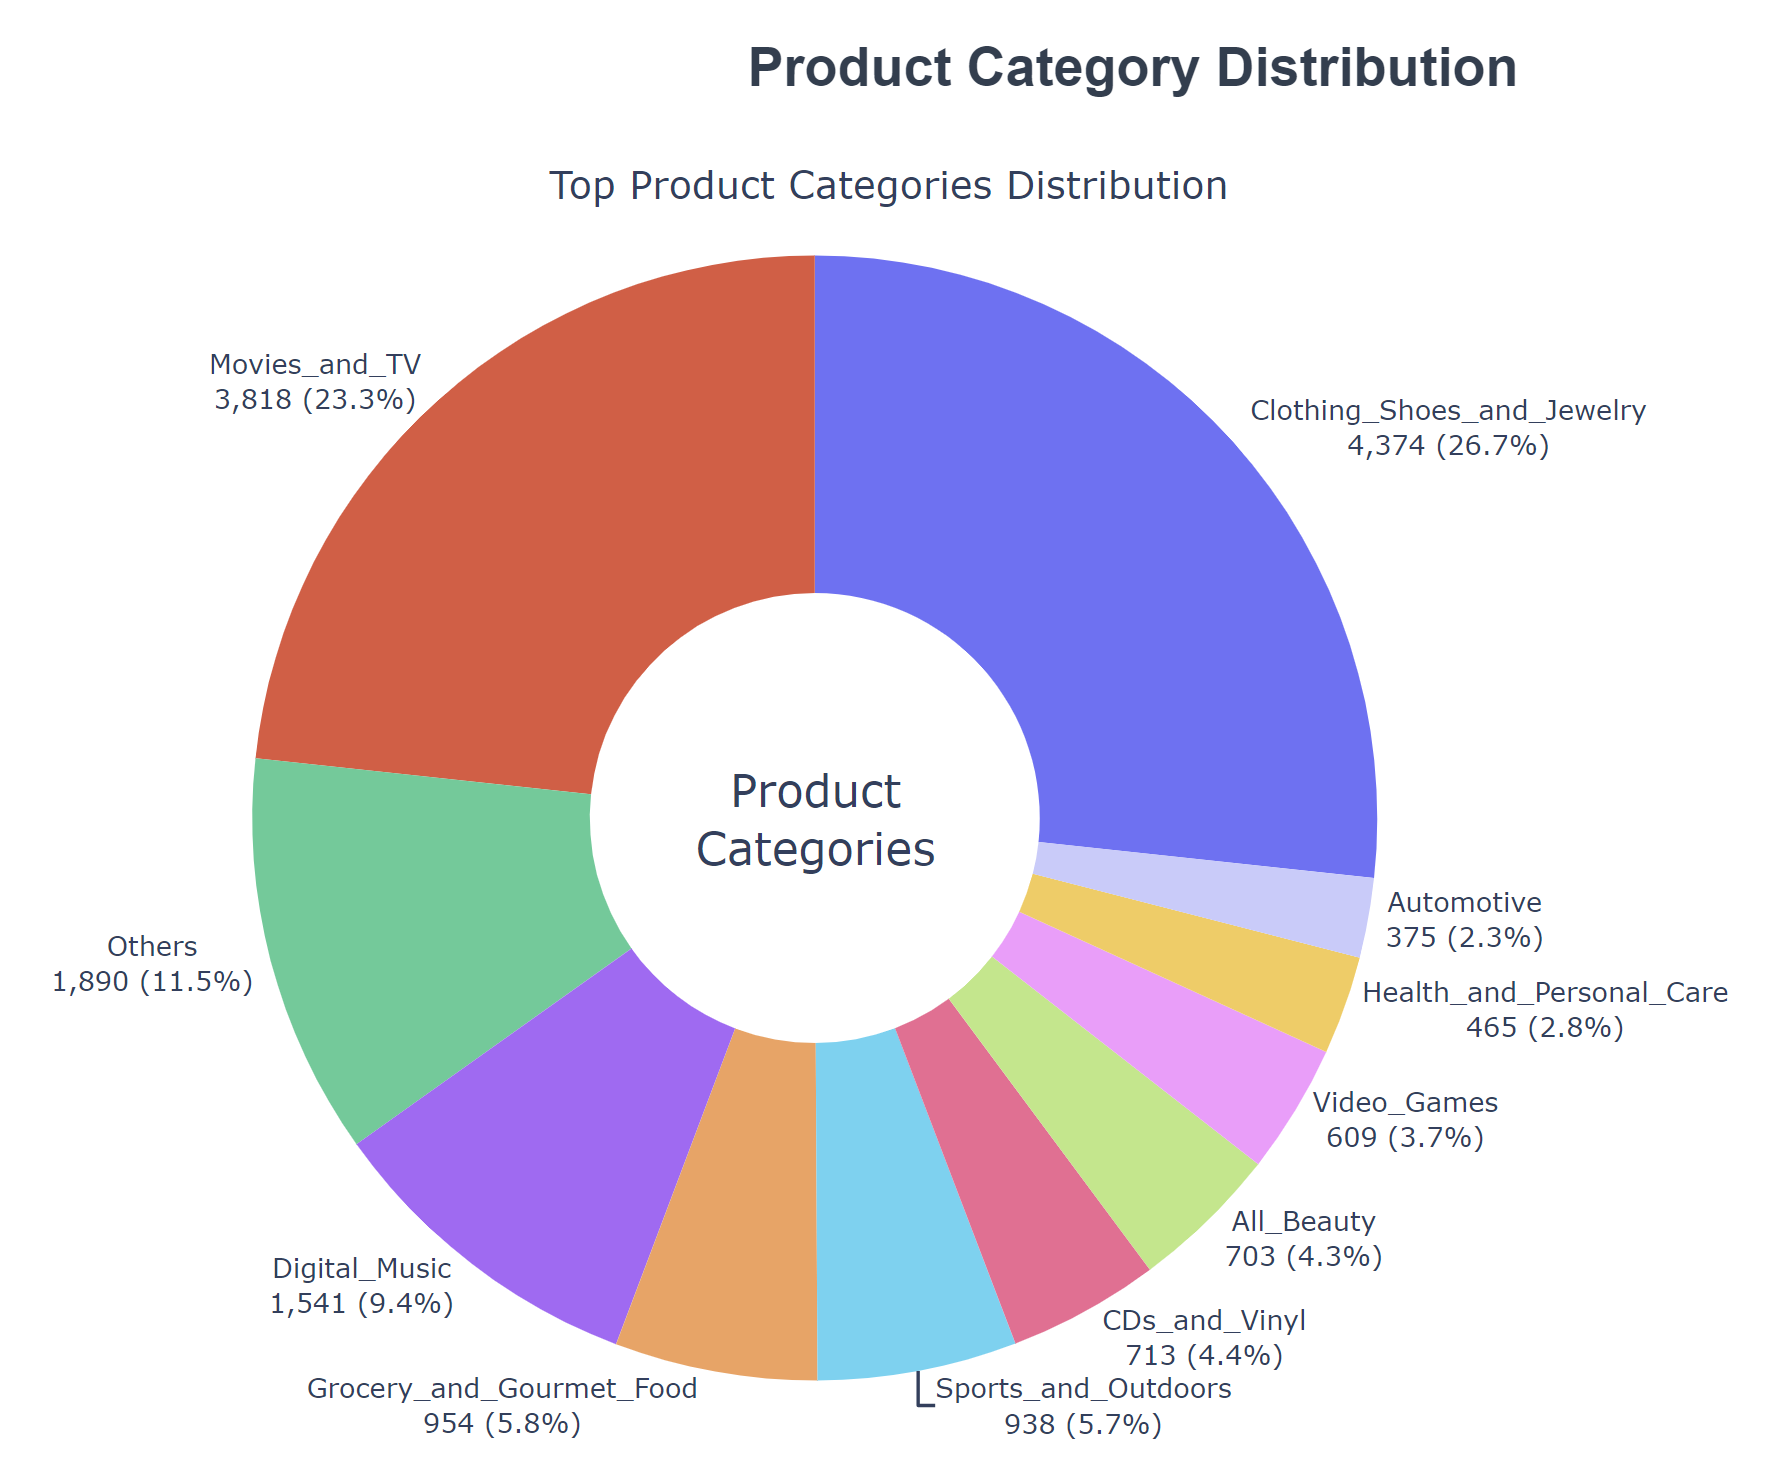 Product Category Distribution
Top Product Categories Distribution
Movies_and_TV
3,818 (23.3%)
Clothing_Shoes_and_Jewelry
4,374 (26.7%)
Product
Categories
Automotive
375 (2.3%)
Others
1,890 (11.5%)
Health_and_Personal_Care
465 (2.8%)
Video_Games
609 (3.7%)
All_Beauty
703 (4.3%)
Digital_Music
1,541 (9.4%)
CDs_and_Vinyl
713 (4.4%)
Grocery_and_Gourmet_Food
954 (5.8%)
Sports_and_Outdoors
938 (5.7%)